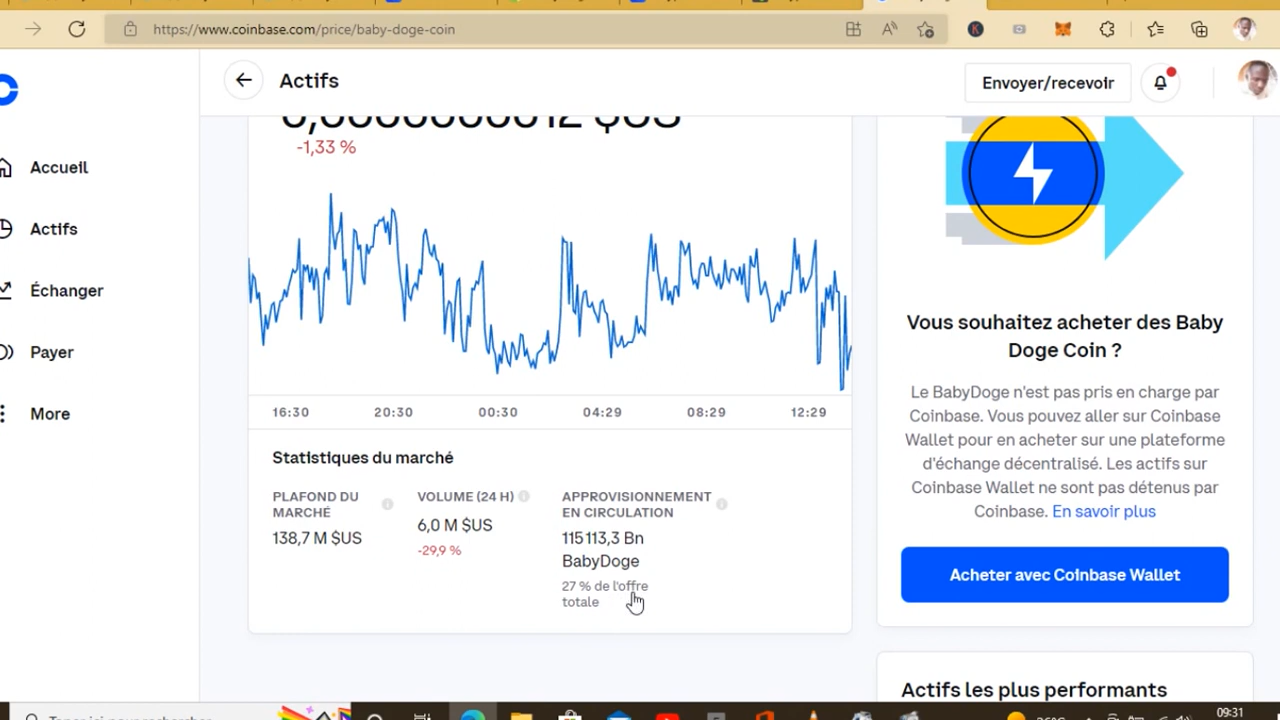 https://www.coinbase.com/price/baby-doge-coin
Actifs
Envoyer/recevoir
Accueil
Actifs
Échanger
Payer
More
-1,33 %
16:30 20:30 00:30 04:29 08:29 12:29
Statistiques du marché
PLAFOND DU
MARCHÉ
138,7 M $US
VOLUME (24 H)
6,0 M $US
-29,9 %
APPROVISIONNEMENT
EN CIRCULATION
115 113,3 Bn
BabyDoge
27 % de l'offre
totale
Vous souhaitez acheter des Baby
Doge Coin ?
Le BabyDoge n'est pas pris en charge par
Coinbase. Vous pouvez aller sur Coinbase
Wallet pour en acheter sur une plateforme
d'échange décentralisé. Les actifs sur
Coinbase Wallet ne sont pas détenus par
Coinbase. En savoir plus
Acheter avec Coinbase Wallet
Actifs les plus performants
09:31